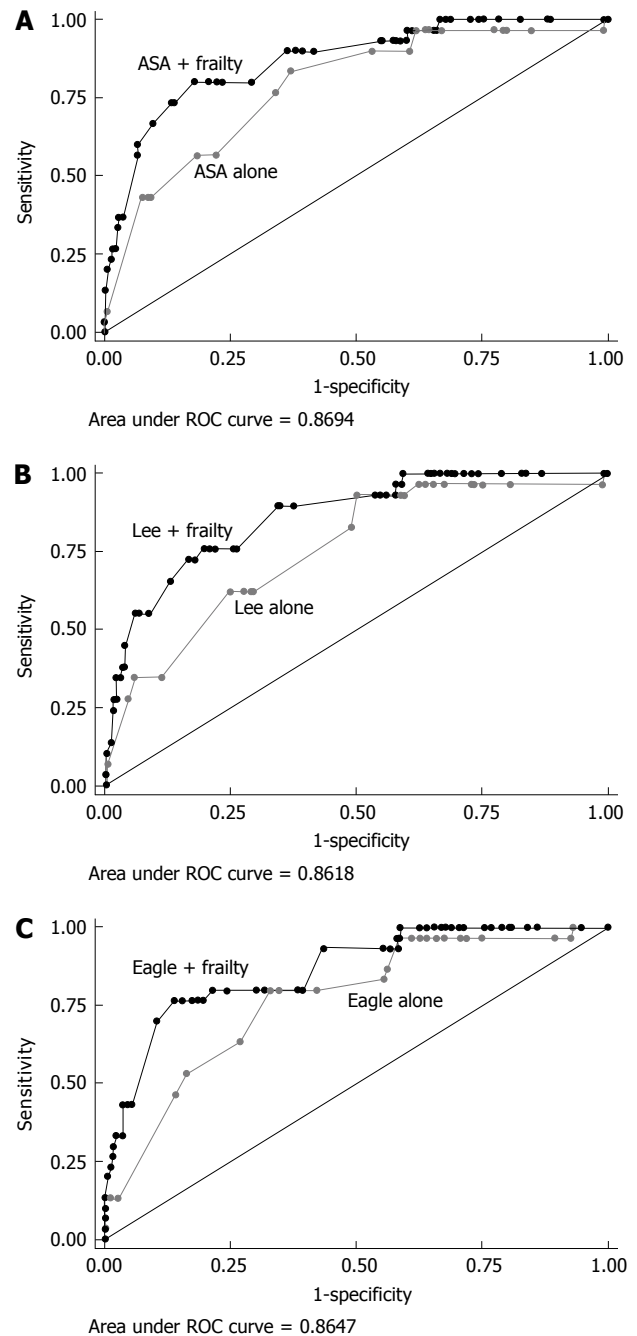 A
1.00
0.75
0.50
0.25
0.00
Sensitivity
ASA + frailty
ASA alone
0.00 0.25 0.50 0.75 1.00
1-specificity
Area under ROC curve = 0.8694
B
1.00
0.75
0.50
0.25
0.00
Sensitivity
Lee + frailty
Lee alone
0.00 0.25 0.50 0.75 1.00
1-specificity
Area under ROC curve = 0.8618
C
1.00
0.75
0.50
0.25
0.00
Sensitivity
Eagle + frailty
Eagle alone
0.00 0.25 0.50 0.75 1.00
1-specificity
Area under ROC curve = 0.8647